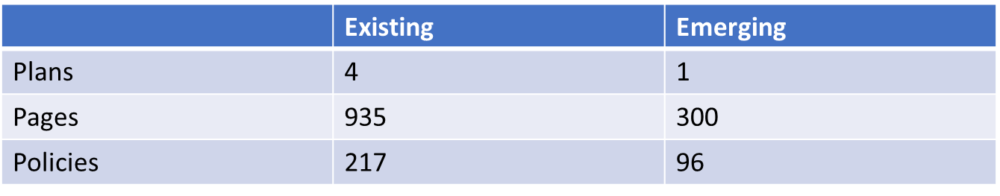 Existing Emerging
Plans 4 1
Pages 935 300
Policies 217 96